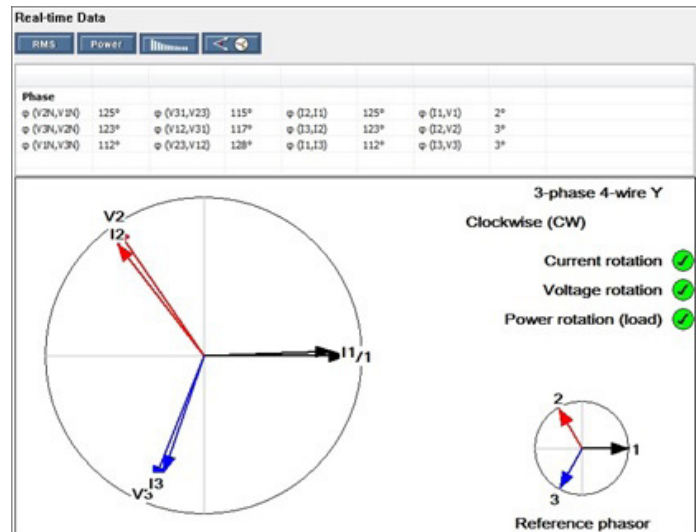 Real-time Data
RMS Power
Phase
φ (V2N,V1N) 125° φ (V31,V23) 115° φ (I2,I1) 125° φ (I1,V1) 2°
φ (V3N,V2N) 123° φ (V12,V31) 117° φ (I3,I2) 123° φ (I2,V2) 3°
φ (V1N,V3N) 112° φ (V23,V12) 128° φ (I1,I3) 112° φ (I3,V3) 3°
3-phase 4-wire Y
Clockwise (CW)
Current rotation
Voltage rotation
Power rotation (load)
V2
I2
I1/1
I3
V3
2
1
3
Reference phasor